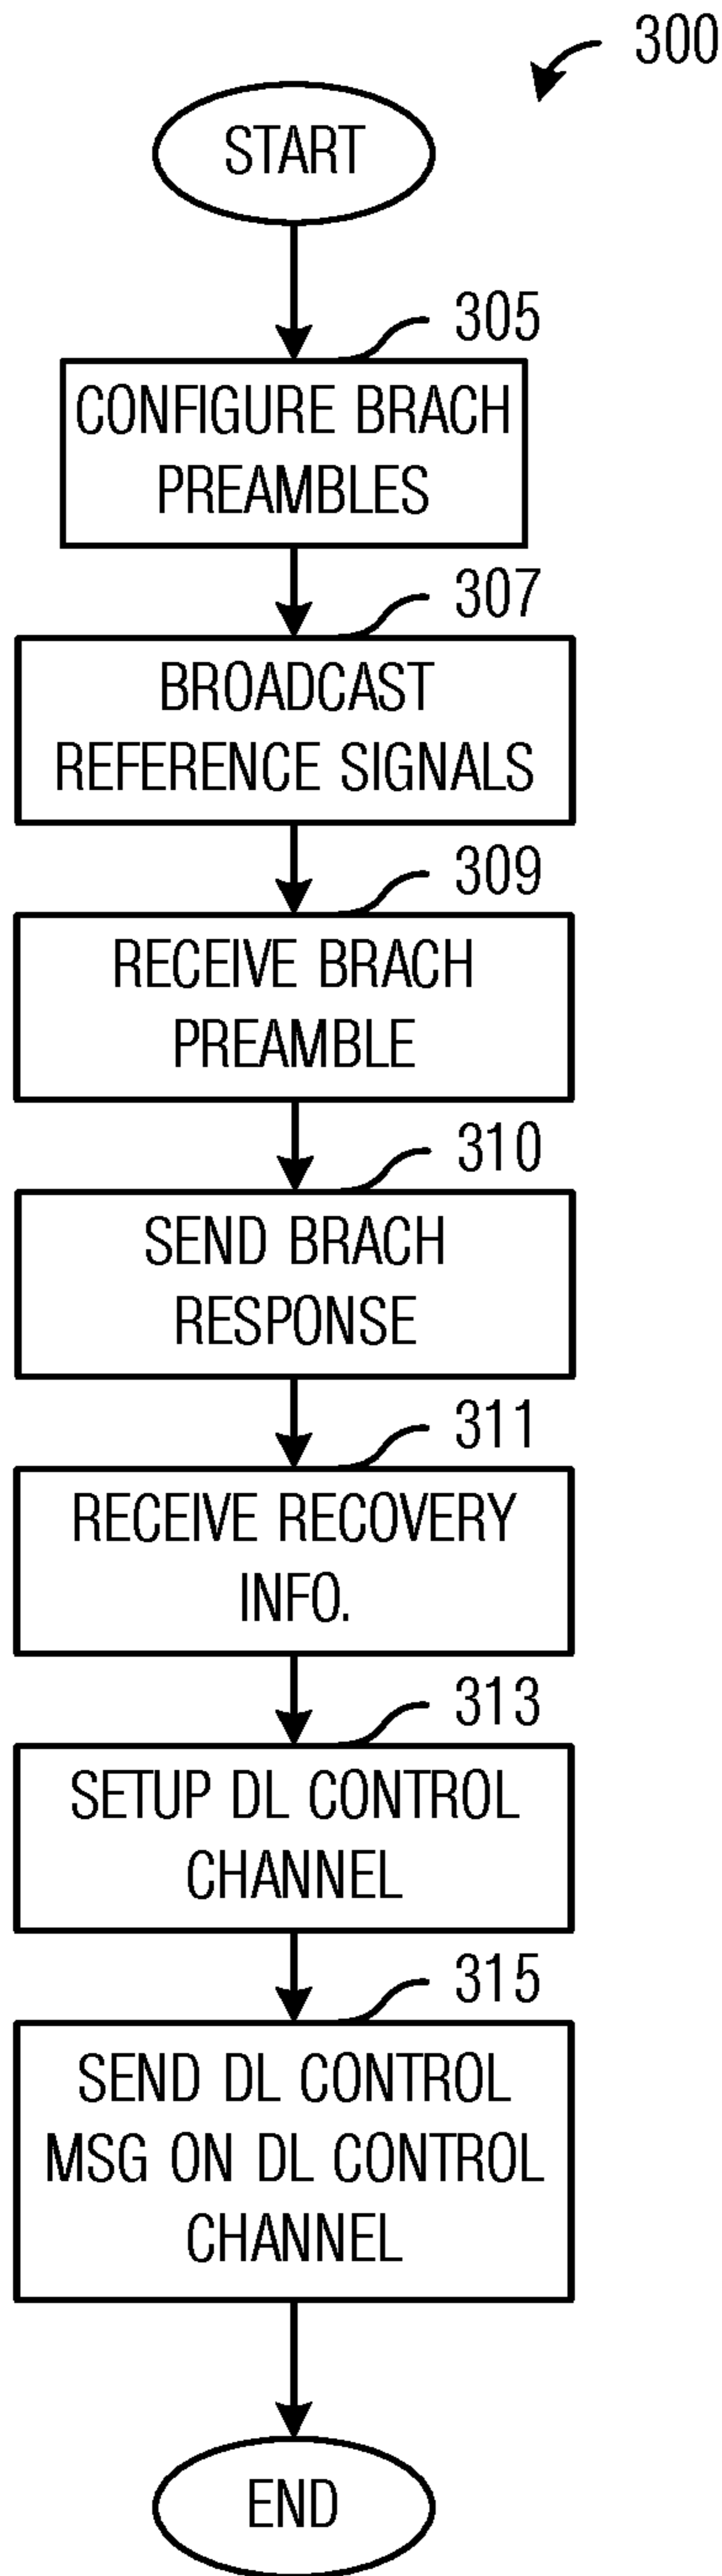 300
START
305
CONFIGURE BRACH
PREAMBLES
307
BROADCAST
REFERENCE SIGNALS
309
RECEIVE BRACH
PREAMBLE
310
SEND BRACH
RESPONSE
311
RECEIVE RECOVERY
INFO.
313
SETUP DL CONTROL
CHANNEL
315
SEND DL CONTROL
MSG ON DL CONTROL
CHANNEL
END